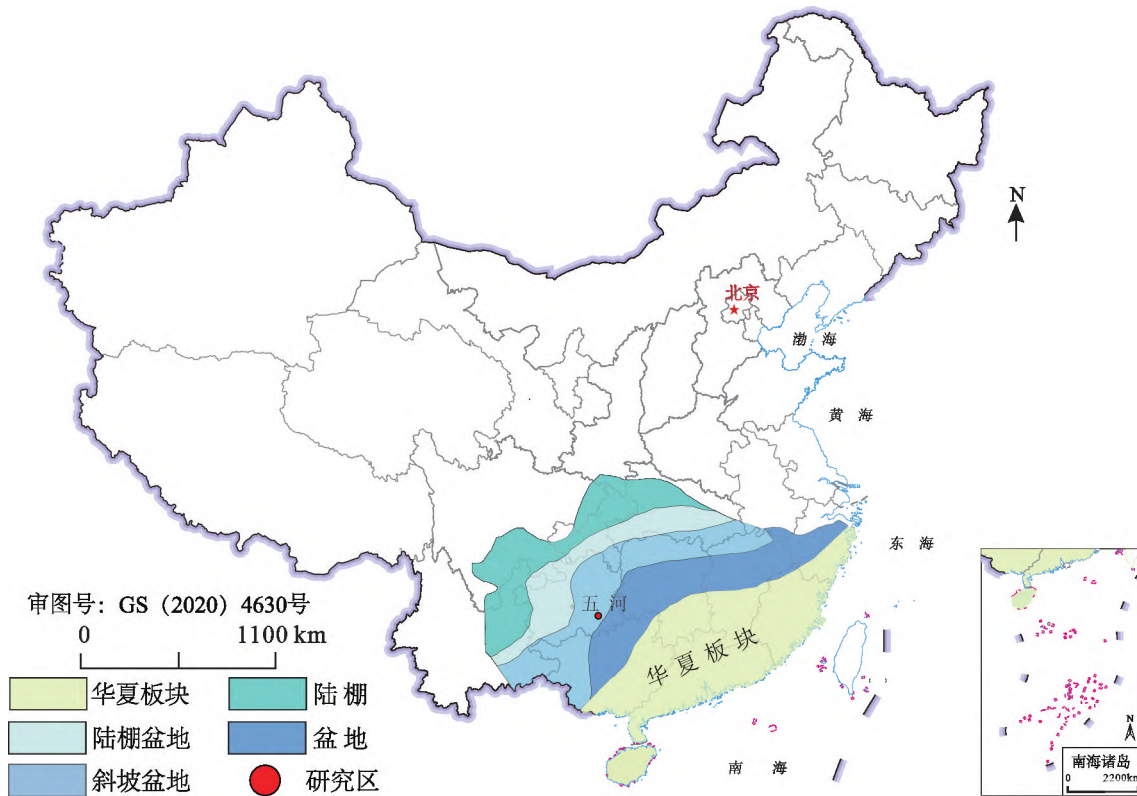 N
北京
渤 海
黄 海
东 海
五 河
华夏板块
南 海
审图号：GS（2020）4630号
0 1100 km
华夏板块
陆 棚
陆棚盆地
盆 地
斜坡盆地
研究区
N
南海诸岛
0 2200km